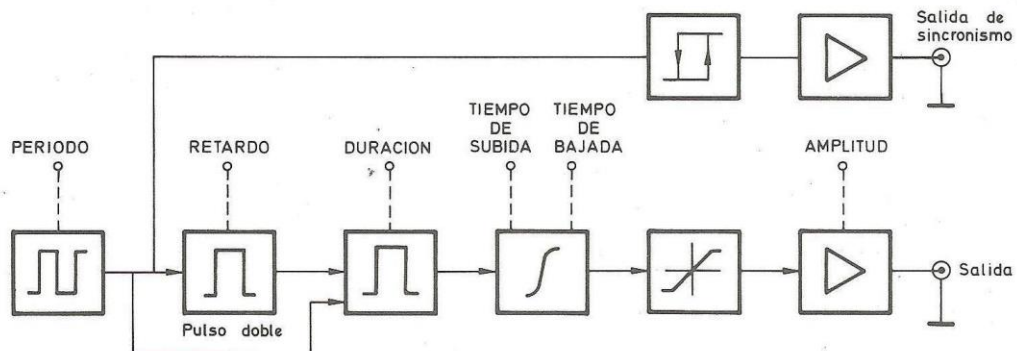 Salida de
sincronismo
TIEMPO
DE
SUBIDA
TIEMPO
DE
BAJADA
PERIODO
RETARDO
DURACION
AMPLITUD
Salida
Pulso doble